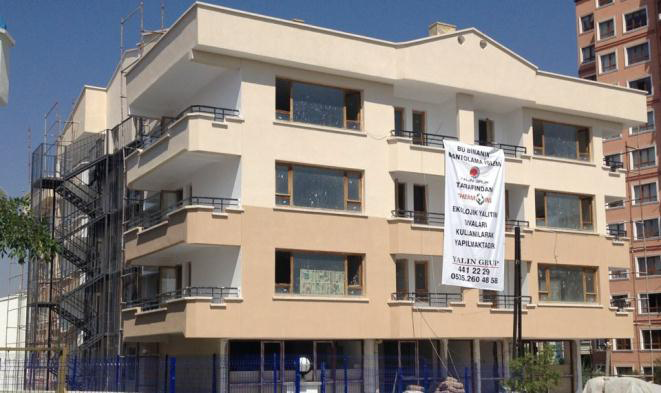 BU BİNANIN
MANTOLAMA İŞLEMİ
YALIN GRUP
TARAFINDAN
EKOLOJİK YALITIM
SIVALARI
KULLANILARAK
YAPILMAKTADIR
YALIN GRUP
441 22 29
0535 260 48 58